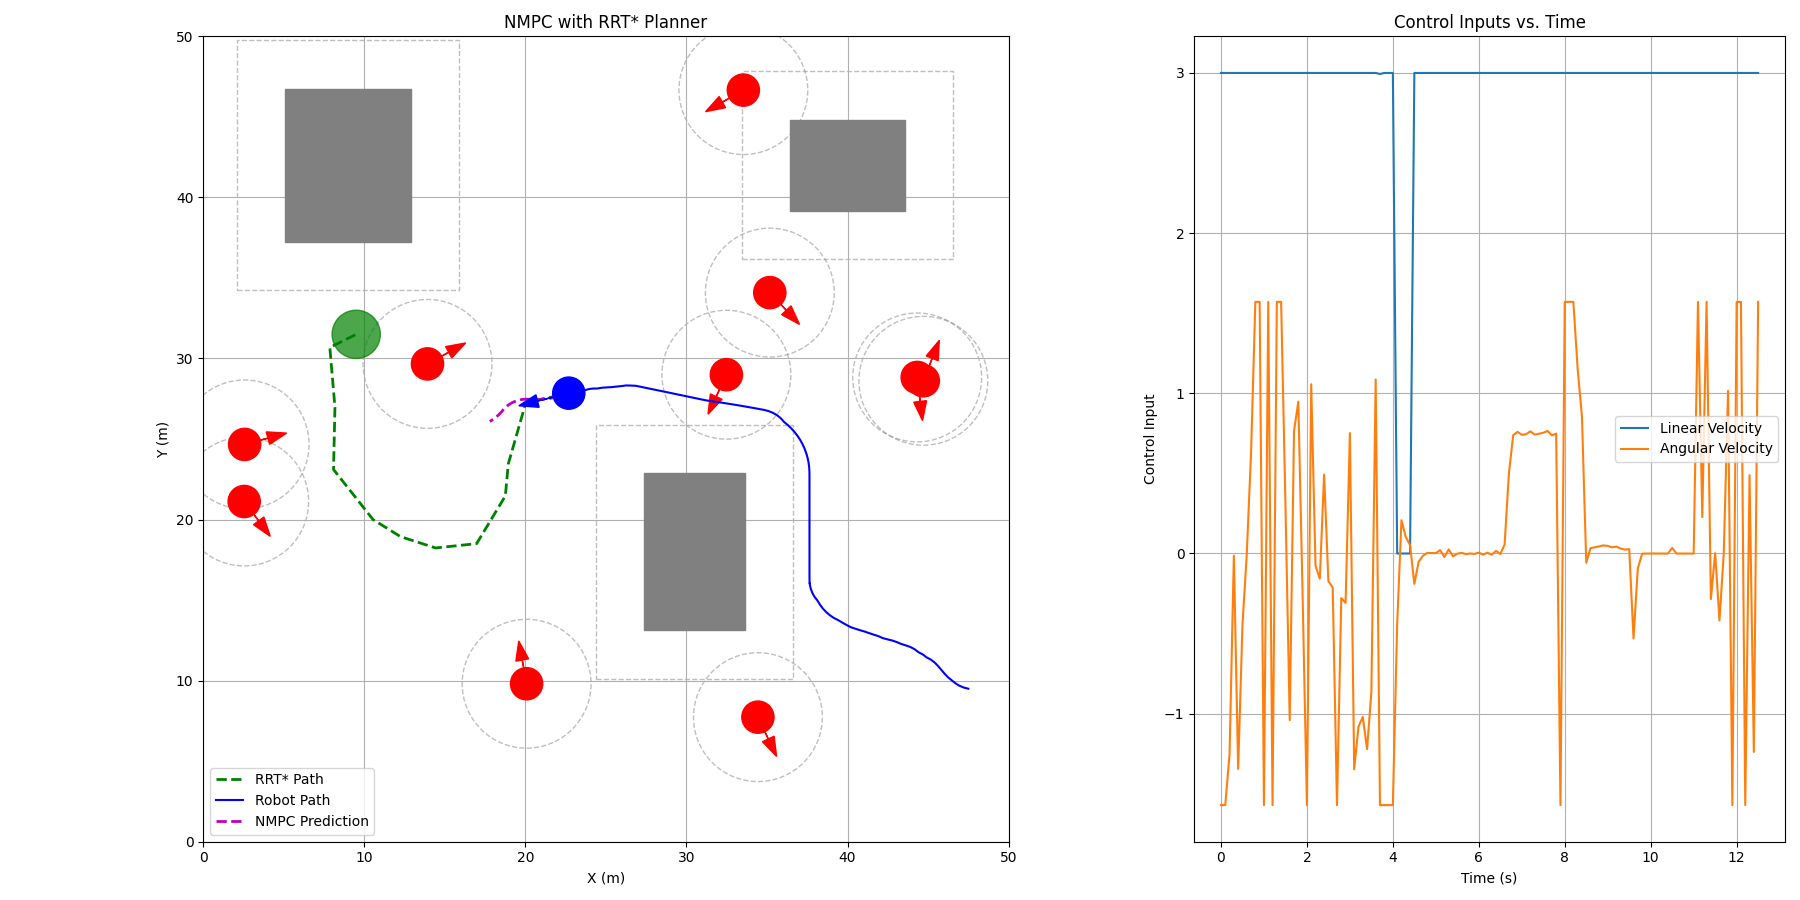 NMPC with RRT* Planner
50
40
30
20
10
0
Y (m)
0 10 20 30 40 50
X (m)
RRT* Path
Robot Path
NMPC Prediction
Control Inputs vs. Time
3
2
1
0
−1
Control Input
Linear Velocity
Angular Velocity
0 2 4 6 8 10 12
Time (s)